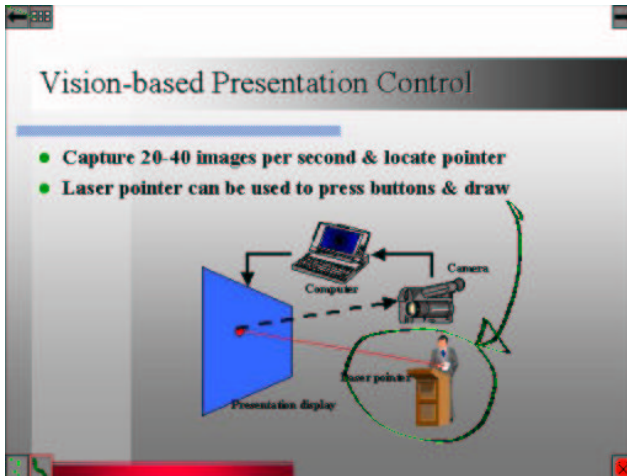 Vision-based Presentation Control
Capture 20-40 images per second & locate pointer
Laser pointer can be used to press buttons & draw
Camera
Computer
Laser pointer
Presentation display